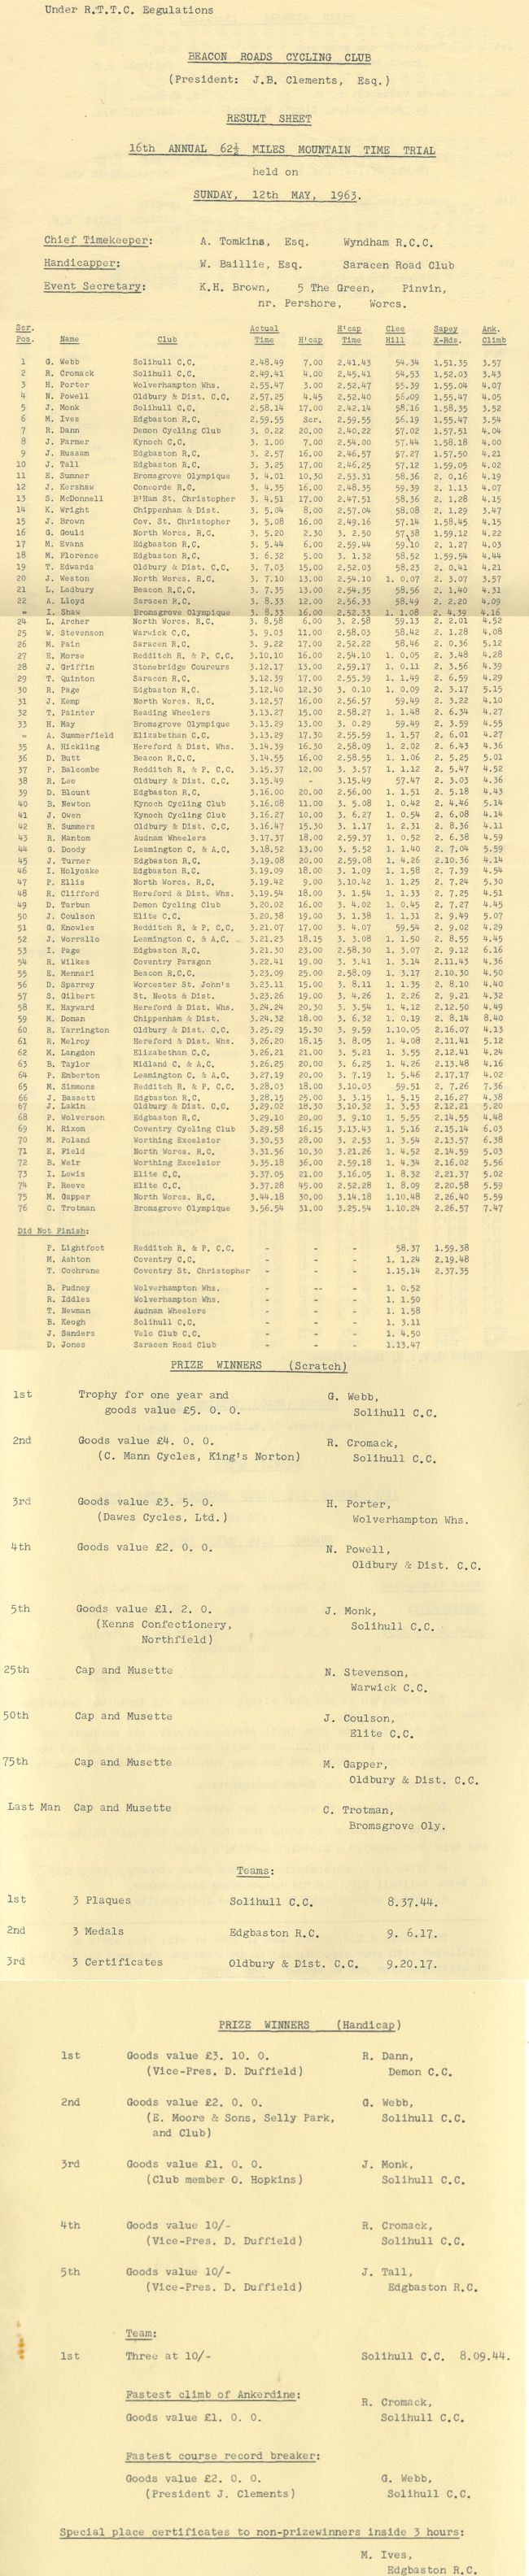 Under R.T.T.C. Regulations
BEACON ROADS CYCLING CLUB
(President: J.B. Clements, Esq.)
RESULT SHEET
16th ANNUAL 62½ MILES MOUNTAIN TIME TRIAL
held on
SUNDAY, 12th MAY, 1963.
Chief Timekeeper: A. Tomkins, Esq. Wyndham R.C.C.
Handicapper: W. Baillie, Esq. Saracen Road Club
Event Secretary: K.H. Brown, 5 The Green, Pinvin,
nr. Pershore, Worcs.
Scr. Actual H'cap Clee Sapey Ank.
Pos. Name Club Time H'cap Time Hill X-Rds. Climb
1 G. Webb Solihull C.C. 2.48.49 7.00 2.41.43 54.34 1.51.35 3.57
2 R. Cromack Solihull C.C. 2.49.41 4.00 2.45.41 54.53 1.52.03 3.43
3 H. Porter Wolverhampton Whs. 2.55.47 3.00 2.52.47 55.39 1.55.04 4.07
4 N. Powell Oldbury & Dist. C.C. 2.57.25 4.45 2.52.40 56.09 1.55.47 4.05
5 J. Monk Solihull C.C. 2.58.14 17.00 2.42.14 58.16 1.58.35 3.52
6 M. Ives Edgbaston R.C. 2.59.55 Scr. 2.59.55 56.19 1.55.47 3.57
7 R. Dann Demon Cycling Club 3. 0.22 20.00 2.40.22 57.02 1.57.51 4.04
8 J. Farmer Kynoch C.C. 3. 1.00 7.00 2.54.00 57.44 1.58.18 4.00
9 J. Russam Edgbaston R.C. 3. 2.57 16.00 2.46.57 57.27 1.57.50 4.21
10 J. Tall Edgbaston R.C. 3. 3.25 17.00 2.46.25 57.12 1.59.05 4.02
11 E. Sumner Bromsgrove Olympique 3. 4.01 10.30 2.53.31 58.36 2. 0.16 4.19
12 J. Kershaw Concorde R.C. 3. 4.35 16.00 2.48.35 59.39 2. 1.13 4.07
13 S. McDonnell B'Ham St. Christopher 3. 4.51 17.00 2.47.51 58.36 2. 1.28 4.15
14 K. Wright Chippenham & Dist. 3. 5.04 8.00 2.57.04 58.08 2. 1.29 3.47
15 J. Brown Cov. St. Christopher 3. 5.08 16.00 2.49.16 57.14 1.58.45 4.15
16 G. Gould North Wores. R.C. 3. 5.20 2.30 3. 2.50 57.38 1.59.12 4.22
17 M. Evans Edgbaston R.C. 3. 5.44 6.00 2.59.44 59.10 2. 1.27 4.03
18 M. Florence Edgbaston R.C. 3. 6.32 5.00 3. 1.32 58.52 1.59.54 4.44
19 T. Edwards Oldbury & Dist. C.C. 3. 7.03 15.00 2.52.03 58.23 2. 0.41 4.21
20 J. Weston North Wores. R.C. 3. 7.10 13.00 2.54.10 1. 0.07 2. 3.07 3.57
21 L. Ladbury Beacon R.C.C. 3. 7.35 13.00 2.54.35 58.56 2. 1.40 4.31
22 A. Lloyd Saracen R.C. 3. 8.33 12.00 2.56.33 58.49 2. 2.20 4.09
= I. Shaw Bromsgrove Olympique 3. 8.33 16.00 2.52.33 1. 1.08 2. 4.39 4.16
24 L. Archer North Wores. R.C. 3. 8.58 6.00 3. 2.58 59.13 2. 2.01 4.52
25 W. Stevenson Warwick C.C. 3. 9.03 11.00 2.58.03 58.42 2. 1.28 4.08
26 M. Pain Saracen R.C. 3. 9.22 17.00 2.52.22 58.46 2. 0.36 5.12
27 E. Morse Redditch R. & P. C.C. 3.10.10 16.00 2.54.10 1. 0.05 2. 3.48 4.28
28 J. Griffin Stonebridge Coureurs 3.12.17 13.00 2.59.17 1. 0.11 2. 3.56 4.39
29 T. Quinton Saracen R.C. 3.12.39 17.00 2.55.39 1. 1.49 2. 6.59 4.29
30 R. Page Edgbaston R.C. 3.12.40 12.30 3. 0.10 1. 0.09 2. 3.17 5.15
31 J. Kemp North Wores. R.C. 3.12.57 16.00 2.56.57 59.49 2. 3.22 4.10
32 T. Painter Reading Wheelers 3.13.27 15.00 2.58.27 1. 1.48 2. 6.34 4.27
33 H. May Bromsgrove Olympique 3.13.29 13.00 3. 0.29 59.49 2. 3.59 4.55
= A. Summerfield Elizabethan C.C. 3.13.29 17.30 2.55.59 1. 1.57 2. 6.01 4.27
35 A. Hickling Hereford & Dist. Whs. 3.14.39 16.30 2.58.09 1. 2.02 2. 6.43 4.36
36 D. Butt Beacon R.C.C. 3.14.55 16.00 2.58.55 1. 1.06 2. 5.25 5.01
37 P. Balcombe Redditch R. & P. C.C. 3.15.37 12.00 3. 3.37 1. 1.12 2. 5.47 4.52
38 R. Lee Oldbury & Dist. C.C. 3.15.49 - 3.15.49 57.47 2. 3.03 4.36
39 D. Blount Edgbaston R.C. 3.16.00 20.00 2.56.00 1. 1.51 2. 5.18 4.43
40 B. Newton Kynoch Cycling Club 3.16.08 11.00 3. 5.08 1. 0.42 2. 4.46 5.14
41 J. Owen Kynoch Cycling Club 3.16.27 10.00 3. 6.27 1. 0.54 2. 6.08 4.14
42 R. Summers Oldbury & Dist. C.C. 3.16.47 15.30 3. 1.17 1. 2.31 2. 8.36 4.11
43 R. Mantom Audnam Wheelers 3.17.37 18.00 2.59.37 1. 0.52 2. 6.38 4.59
44 G. Doody Leamington C. & A.C. 3.18.52 13.00 3. 5.52 1. 1.40 2. 7.04 5.59
45 J. Turner Edgbaston R.C. 3.19.08 20.00 2.59.08 1. 4.26 2.10.36 4.14
46 I. Holyoake Edgbaston R.C. 3.19.09 18.00 3. 1.09 1. 1.58 2. 7.39 4.54
47 P. Ellis North Wores. R.C. 3.19.42 9.00 3.10.42 1. 1.25 2. 7.24 5.30
48 R. Clifford Hereford & Dist. Whs. 3.19.54 18.00 3. 1.54 1. 1.33 2. 7.25 4.51
49 D. Tarbun Demon Cycling Club 3.20.02 16.00 3. 4.02 1. 0.45 2. 7.27 4.45
50 J. Coulson Elite C.C. 3.20.38 19.00 3. 1.38 1. 1.31 2. 9.49 5.07
51 G. Knowles Redditch R. & P. C.C. 3.21.07 17.00 3. 4.07 59.54 2. 9.02 4.29
52 J. Worrallo Leamington C. & A.C. 3.21.23 18.15 3. 3.08 1. 1.50 2. 8.55 4.45
53 I. Page Edgbaston R.C. 3.21.30 23.00 2.58.30 1. 3.07 2. 9.12 6.16
54 R. Wilkes Coventry Paragon 3.22.41 19.00 3. 3.41 1. 3.14 2.11.43 4.36
55 E. Mennari Beacon R.C.C. 3.23.09 25.00 2.58.09 1. 3.17 2.10.30 4.50
56 D. Sparrey Worcester St. John's 3.23.11 15.00 3. 8.11 1. 1.35 2. 8.10 4.40
57 S. Gilbert St. Neots & Dist. 3.23.26 19.00 3. 4.26 1. 2.26 2. 9.21 4.32
58 K. Hayward Hereford & Dist. Whs. 3.24.24 20.30 3. 3.54 1. 4.12 2.12.50 4.49
59 M. Doman Chippenham & Dist. 3.24.32 18.00 3. 6.32 1. 0.19 2. 8.14 8.40
60 R. Yarrington Oldbury & Dist. C.C. 3.25.29 15.30 3. 9.59 1.10.05 2.16.07 4.13
61 R. Melroy Hereford & Dist. Whs. 3.26.20 18.15 3. 8.05 1. 4.08 2.11.41 5.12
62 K. Langdon Elizabethan C.C. 3.26.21 21.00 3. 5.21 1. 3.55 2.12.41 4.24
63 B. Taylor Midland C. & A.C. 3.26.25 20.00 3. 6.25 1. 4.26 2.13.48 4.16
64 P. Emberton Leamington C. & A.C. 3.27.19 20.00 3. 7.19 1. 5.46 2.17.17 4.02
65 M. Simmons Redditch R. & P. C.C. 3.28.03 18.00 3.10.03 59.51 2. 7.26 7.36
66 J. Bassett Edgbaston R.C. 3.28.15 25.00 3. 3.15 1. 5.15 2.16.27 4.38
67 J. Lakin Oldbury & Dist. C.C. 3.29.02 18.30 3.10.32 1. 3.53 2.12.21 5.20
68 P. Wolverson Edgbaston R.C. 3.29.10 20.00 3. 9.10 1. 5.55 2.14.55 4.48
69 M. Rixom Coventry Cycling Club 3.29.58 16.15 3.13.43 1. 5.16 2.15.14 6.03
70 M. Poland Worthing Excelsior 3.30.53 28.00 3. 2.53 1. 3.54 2.13.57 6.38
71 E. Field North Wores. R.C. 3.31.56 10.30 3.21.26 1. 4.52 2.14.59 5.03
72 B. Weir Worthing Excelsior 3.35.18 36.00 2.59.18 1. 4.34 2.16.02 5.56
73 I. Lewis Elite C.C. 3.37.05 21.00 3.16.05 1. 8.32 2.21.37 5.02
74 P. Reeve Elite C.C. 3.37.28 45.00 2.52.28 1. 8.09 2.20.58 5.59
75 M. Gapper North Wores. R.C. 3.44.18 30.00 3.14.18 1.10.48 2.26.40 5.59
76 C. Trotman Bromsgrove Olympique 3.56.54 31.00 3.25.54 1.10.24 2.26.57 7.47
Did Not Finish:
F. Lightfoot Redditch R. & P. C.C. - - - 58.37 1.59.38
M. Ashton Coventry C.C. - - - 1. 1.24 2.19.48
T. Cochrane Coventry St. Christopher - - - 1.15.14 2.37.35
B. Pudney Wolverhampton Whs. - -- - 1. 0.52
R. Iddles Wolverhampton Whs. - - - 1. 1.50
T. Newman Audnam Wheelers - - - 1. 1.58
B. Keogh Solihull C.C. - - - 1. 3.11
J. Sanders Velo Club C.C. - - - 1. 4.50
D. Jones Saracen Road Club - - - 1.13.47
PRIZE WINNERS (Scratch)
1st Trophy for one year and G. Webb,
goods value £5. 0. 0. Solihull C.C.
2nd Goods value £4. 0. 0. R. Cromack,
(C. Mann Cycles, King's Norton) Solihull C.C.
3rd Goods value £3. 5. 0. H. Porter,
(Dawes Cycles, Ltd.) Wolverhampton Whs.
4th Goods value £2. 0. 0. N. Powell,
Oldbury & Dist. C.C.
5th Goods value £1. 2. 0. J. Monk,
(Kenns Confectionery, Solihull C.C.
Northfield)
25th Cap and Musette N. Stevenson,
Warwick C.C.
50th Cap and Musette J. Coulson,
Elite C.C.
75th Cap and Musette M. Gapper,
Oldbury & Dist. C.C.
Last Man Cap and Musette C. Trotman,
Bromsgrove Oly.
Teams:
1st 3 Plaques Solihull C.C. 8.37.44.
2nd 3 Medals Edgbaston R.C. 9. 6.17.
3rd 3 Certificates Oldbury & Dist. C.C. 9.20.17.
PRIZE WINNERS (Handicap)
1st Goods value £3. 10. 0. R. Dann,
(Vice-Pres. D. Duffield) Demon C.C.
2nd Goods value £2. 0. 0. G. Webb,
(E. Moore & Sons, Selly Park, Solihull C.C.
and Club)
3rd Goods value £1. 0. 0. J. Monk,
(Club member O. Hopkins) Solihull C.C.
4th Goods value 10/- R. Cromack,
(Vice-Pres. D. Duffield) Solihull C.C.
5th Goods value 10/- J. Tall,
(Vice-Pres. D. Duffield) Edgbaston R.C.
Team:
1st Three at 10/- Solihull C.C. 8.09.44.
Fastest climb of Ankerdine: R. Cromack,
Goods value £1. 0. 0. Solihull C.C.
Fastest course record breaker:
Goods value £2. 0. 0. G. Webb,
(President J. Clements) Solihull C.C.
Special place certificates to non-prizewinners inside 3 hours:
M. Ives,
Edgbaston R.C.